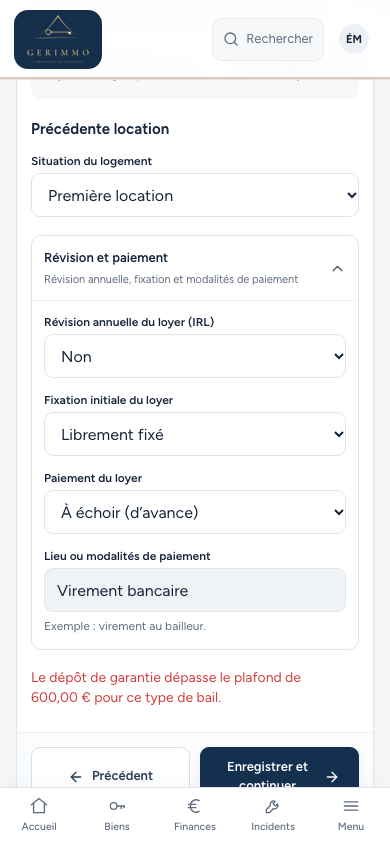 GERIMMO
Rechercher
ÉM
Précédente location
Situation du logement
Première location
Révision et paiement
Révision annuelle, fixation et modalités de paiement
Révision annuelle du loyer (IRL)
Non
Fixation initiale du loyer
Librement fixé
Paiement du loyer
À échoir (d’avance)
Lieu ou modalités de paiement
Virement bancaire
Exemple : virement au bailleur.
Le dépôt de garantie dépasse le plafond de
600,00 € pour ce type de bail.
Précédent
Enregistrer et
continuer
Accueil
Biens
Finances
Incidents
Menu